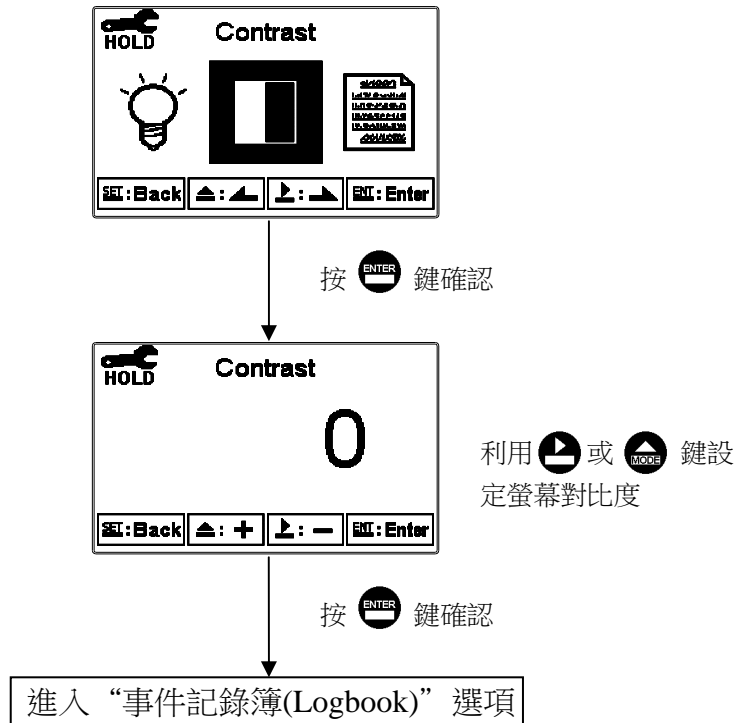 HOLD Contrast
SET:Back ▲:◢ ▶:◣ ENT:Enter
按 ENTER 鍵確認
HOLD Contrast
0
SET:Back ▲:+ ▶:− ENT:Enter
利用 或 MODE 鍵設
定螢幕對比度
按 ENTER 鍵確認
進入“事件記錄簿(Logbook)”選項